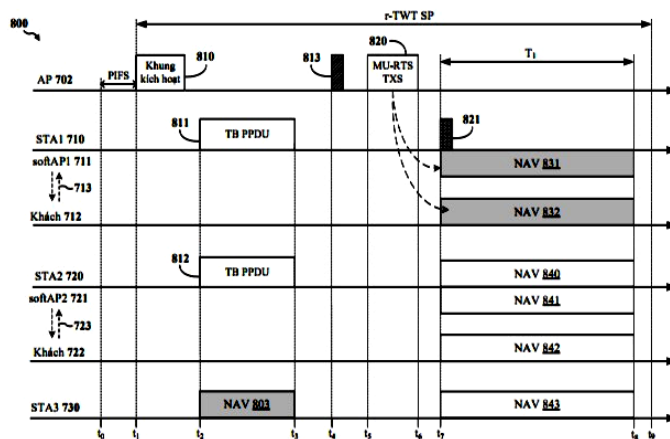 800
r-TWT SP
810
813
820
T1
PIFS
Khung
kích hoạt
MU-RTS
TXS
AP 702
811
TB PPDU
821
STA1 710
softAP1 711
NAV 831
713
NAV 832
Khách 712
812
TB PPDU
STA2 720
NAV 840
softAP2 721
NAV 841
723
NAV 842
Khách 722
NAV 803
NAV 843
STA3 730
t0 t1 t2 t3 t4 t5 t6 t7 t8 t9